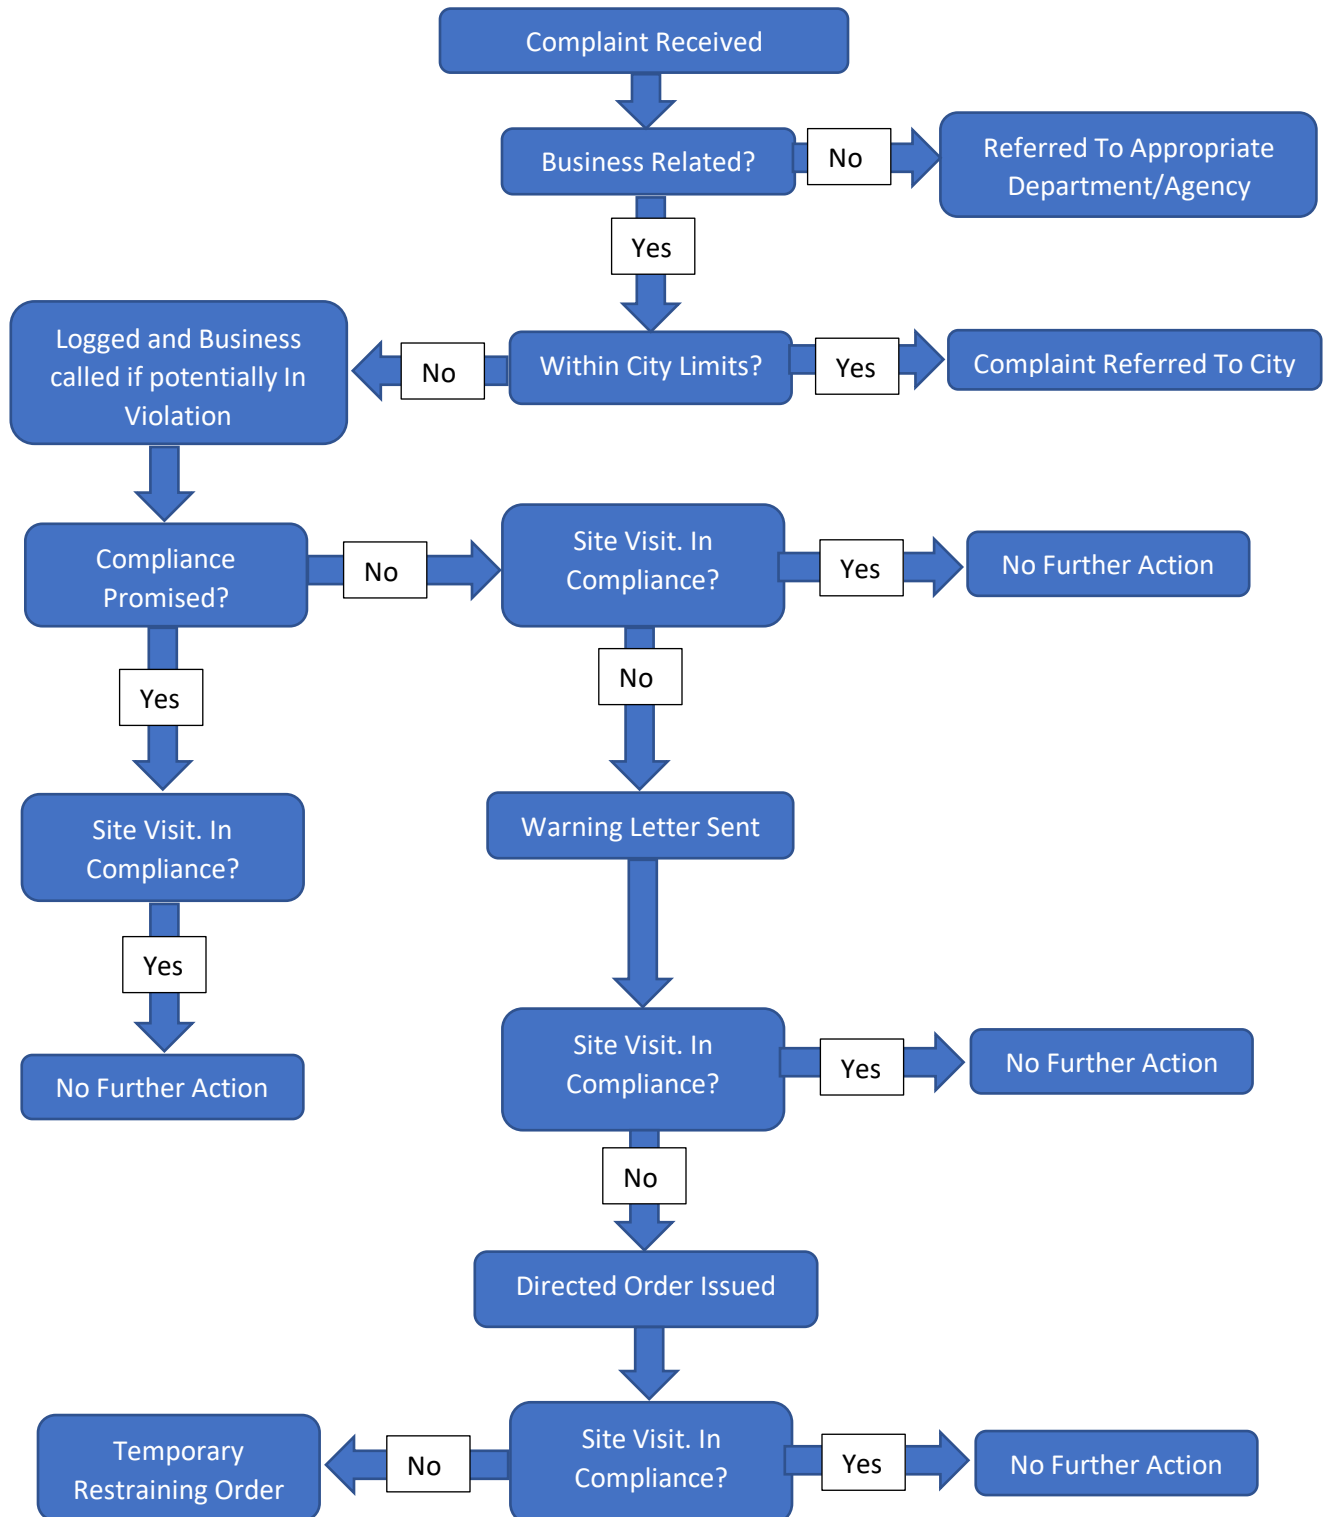 Complaint Received
Business Related?
No
Referred To Appropriate
Department/Agency
Yes
Logged and Business
called if potentially In
Violation
No
Within City Limits?
Yes
Complaint Referred To City
Compliance
Promised?
No
Site Visit. In
Compliance?
Yes
No Further Action
Yes
No
Site Visit. In
Compliance?
Warning Letter Sent
Yes
No Further Action
Site Visit. In
Compliance?
Yes
No Further Action
No
Directed Order Issued
Temporary
Restraining Order
No
Site Visit. In
Compliance?
Yes
No Further Action